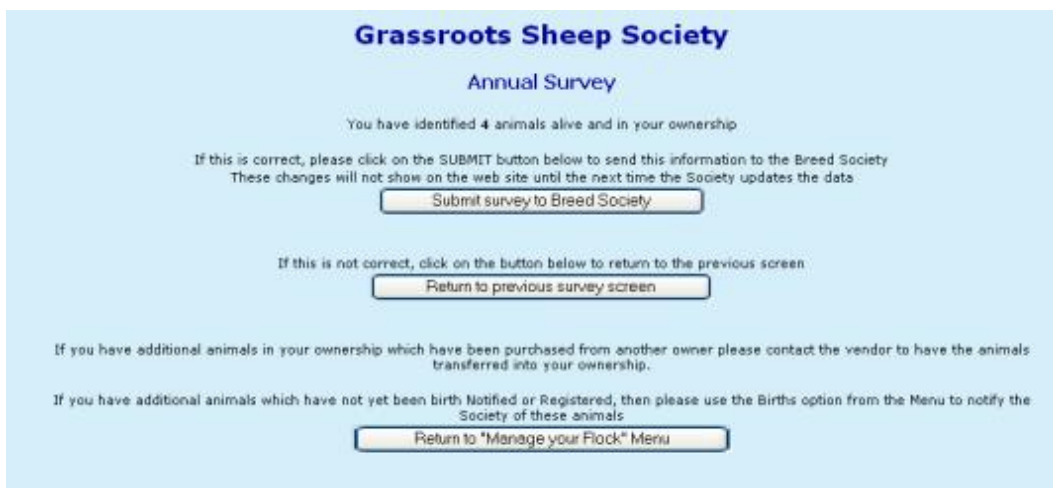 Grassroots Sheep Society
Annual Survey
You have identified 4 animals alive and in your ownership
If this is correct, please click on the SUBMIT button below to send this information to the Breed Society
These changes will not show on the web site until the next time the Society updates the data
Submit survey to Breed Society
If this is not correct, click on the button below to return to the previous screen
Return to previous survey screen
If you have additional animals in your ownership which have been purchased from another owner please contact the vendor to have the animals
transferred into your ownership.
If you have additional animals which have not yet been birth Notified or Registered, then please use the Births option from the Menu to notify the
Society of these animals
Return to "Manage your Flock" Menu